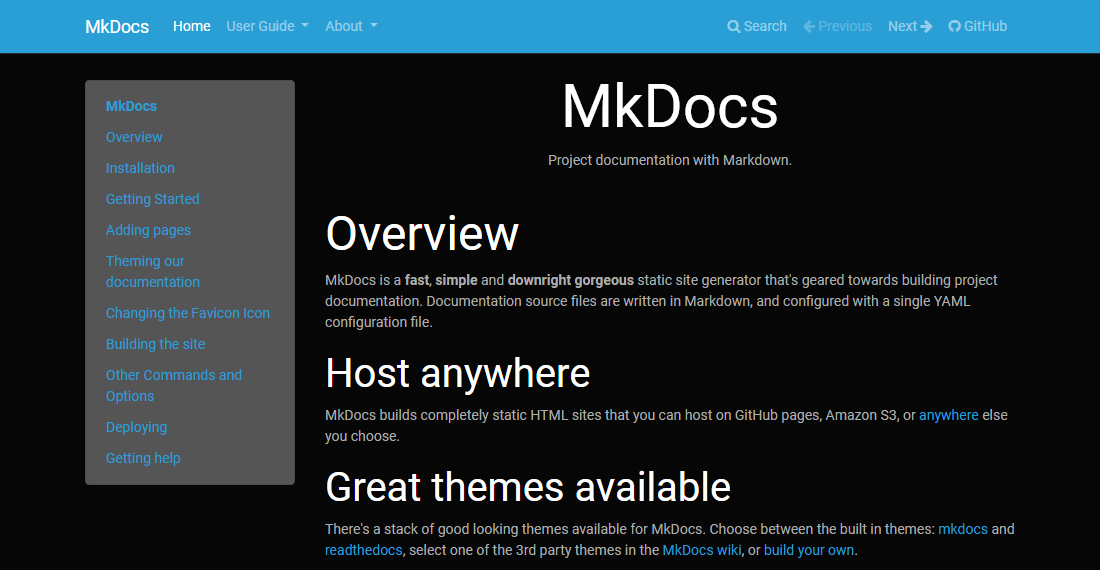 MkDocs Home User Guide About Search Previous Next GitHub
MkDocs
Overview
Installation
Getting Started
Adding pages
Theming our
documentation
Changing the Favicon Icon
Building the site
Other Commands and
Options
Deploying
Getting help
MkDocs
Project documentation with Markdown.
Overview
MkDocs is a fast, simple and downright gorgeous static site generator that's geared towards building project
documentation. Documentation source files are written in Markdown, and configured with a single YAML
configuration file.
Host anywhere
MkDocs builds completely static HTML sites that you can host on GitHub pages, Amazon S3, or anywhere else
you choose.
Great themes available
There's a stack of good looking themes available for MkDocs. Choose between the built in themes: mkdocs and
readthedocs, select one of the 3rd party themes in the MkDocs wiki, or build your own.